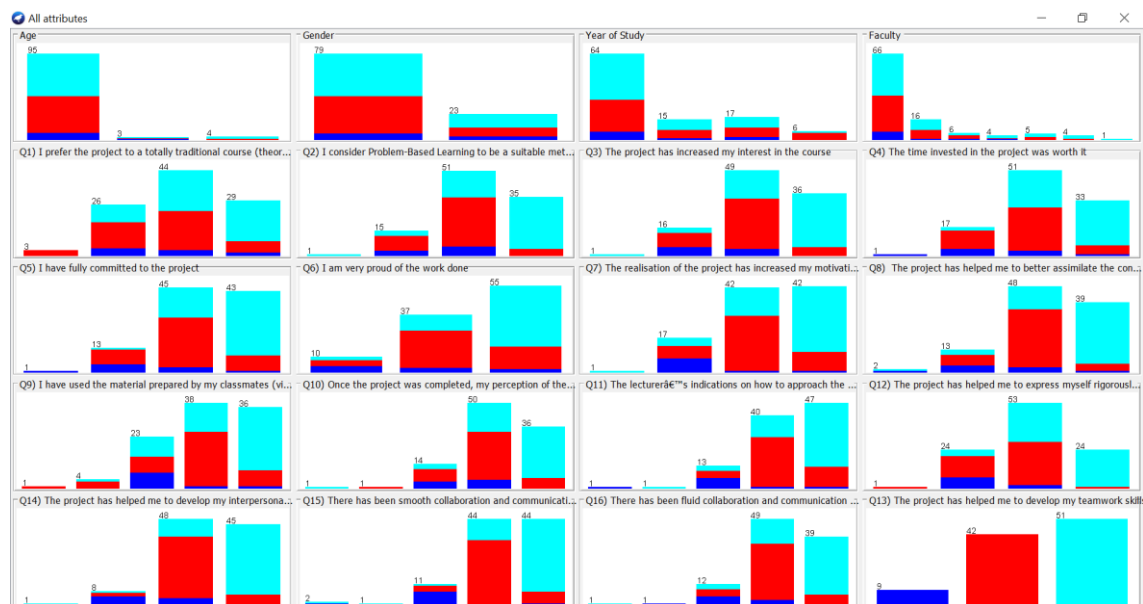 All attributes
Age Gender Year of Study Faculty
95 3 4
79 23
64 15 17 6
66 16 6 4 5 4 1
Q1) I prefer the project to a totally traditional course (theor...
3 26 44 29
Q2) I consider Problem-Based Learning to be a suitable met...
1 15 51 35
Q3) The project has increased my interest in the course
1 16 49 36
Q4) The time invested in the project was worth it
1 17 51 33
Q5) I have fully committed to the project
1 13 45 43
Q6) I am very proud of the work done
10 37 55
Q7) The realisation of the project has increased my motivati...
1 17 42 42
Q8) The project has helped me to better assimilate the con...
2 13 48 39
Q9) I have used the material prepared by my classmates (vi...
1 4 23 38 36
Q10) Once the project was completed, my perception of the...
1 1 14 50 36
Q11) The lecturerâ€™s indications on how to approach the ...
1 1 13 40 47
Q12) The project has helped me to express myself rigorousl...
1 24 53 24
Q14) The project has helped me to develop my interpersona...
1 8 48 45
Q15) There has been smooth collaboration and communicati...
2 1 11 44 44
Q16) There has been fluid collaboration and communication ...
1 1 12 49 39
Q13) The project has helped me to develop my teamwork skills
9 42 51